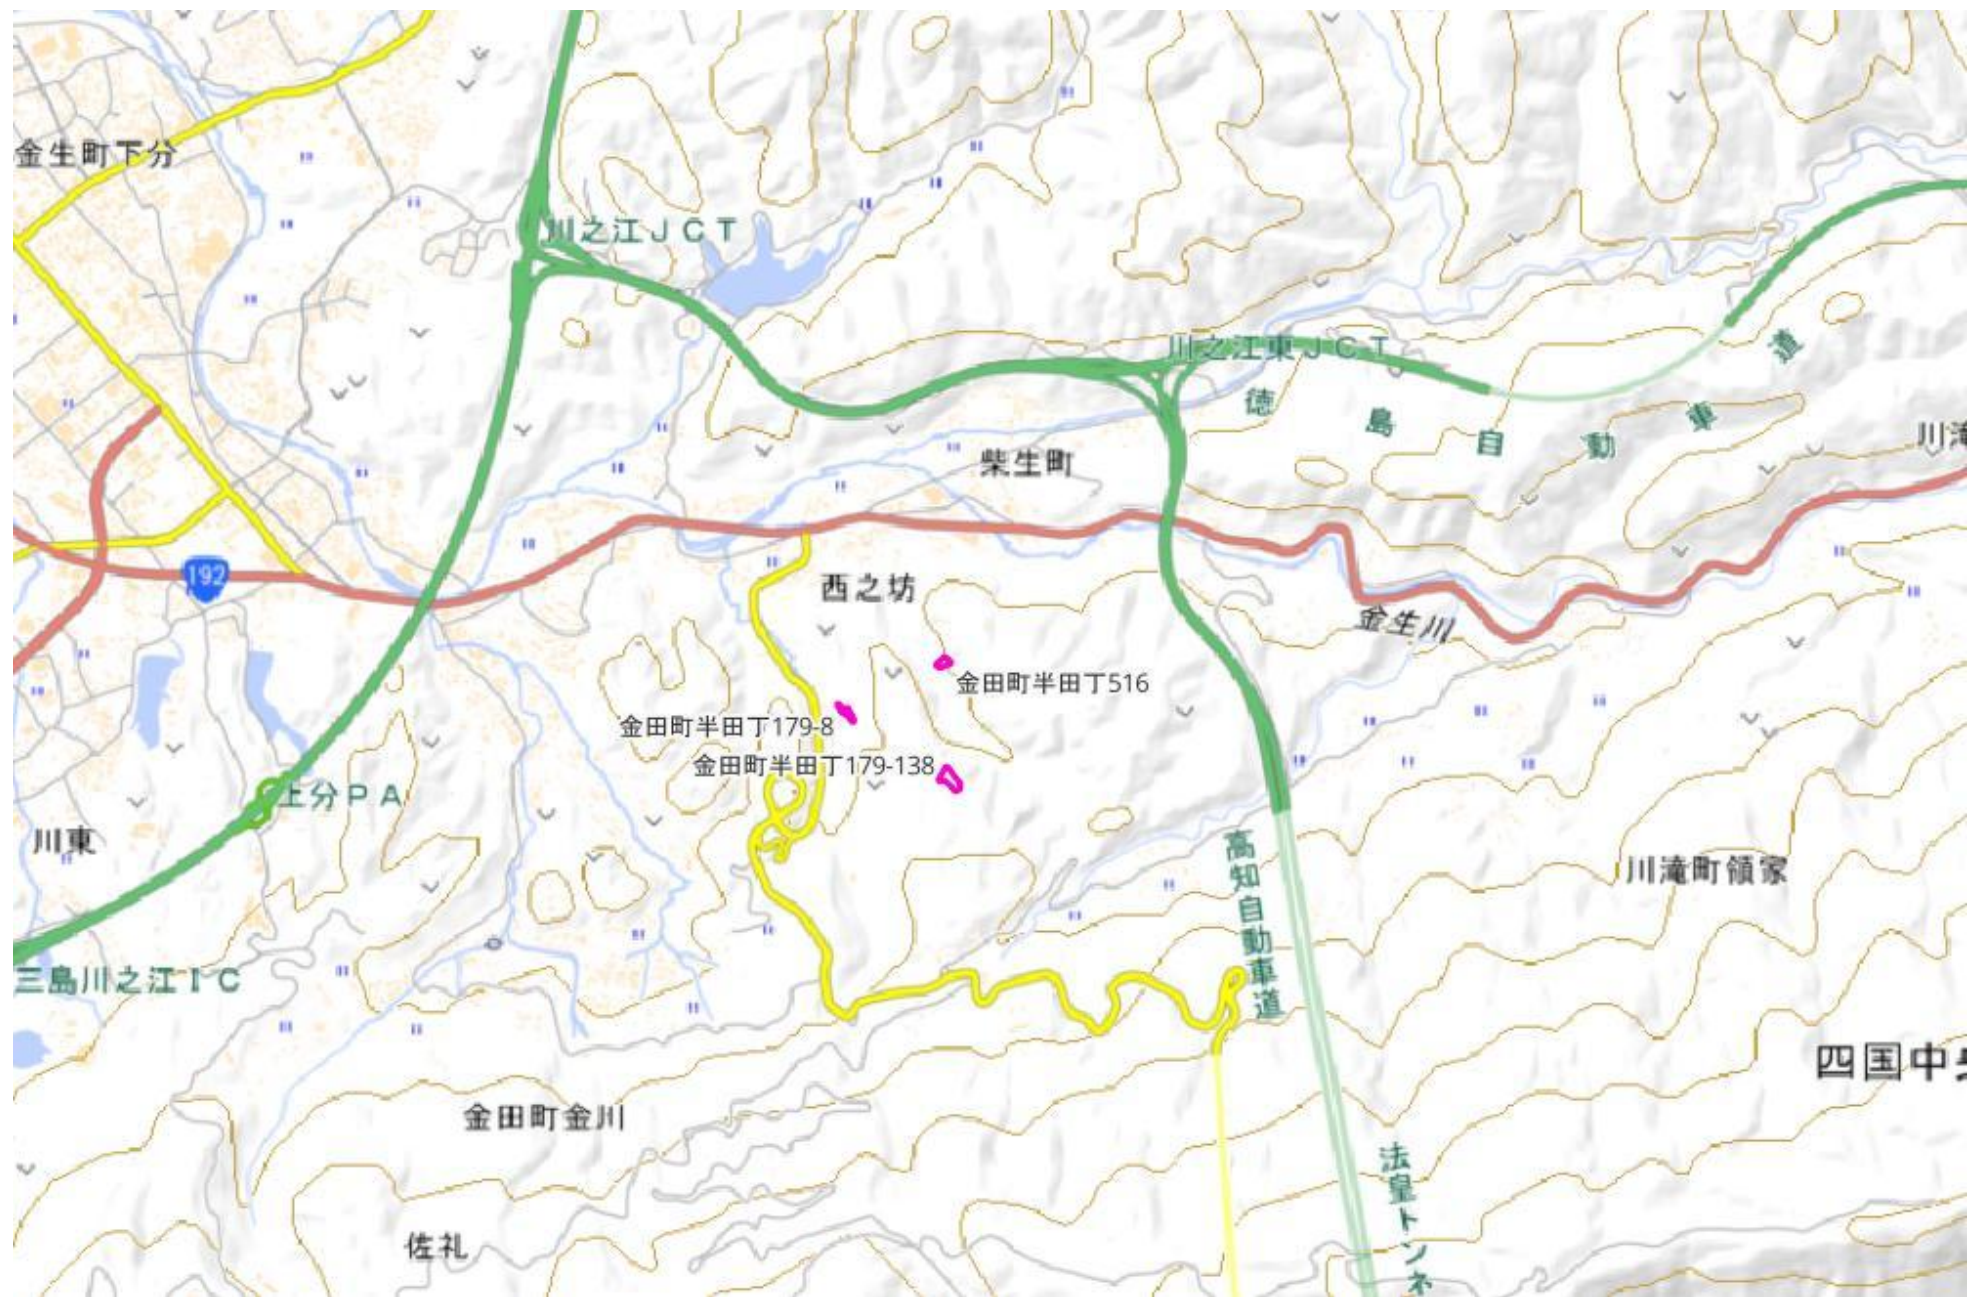 金生町下分
川之江JCT
川之江東JCT
徳島自動車道
川滝
柴生町
192
西之坊
金生川
金田町半田丁516
金田町半田丁179-8
金田町半田丁179-138
上分PA
川東
高知自動車道
川滝町領家
三島川之江IC
四国中央
金田町金川
法皇トンネ
佐礼